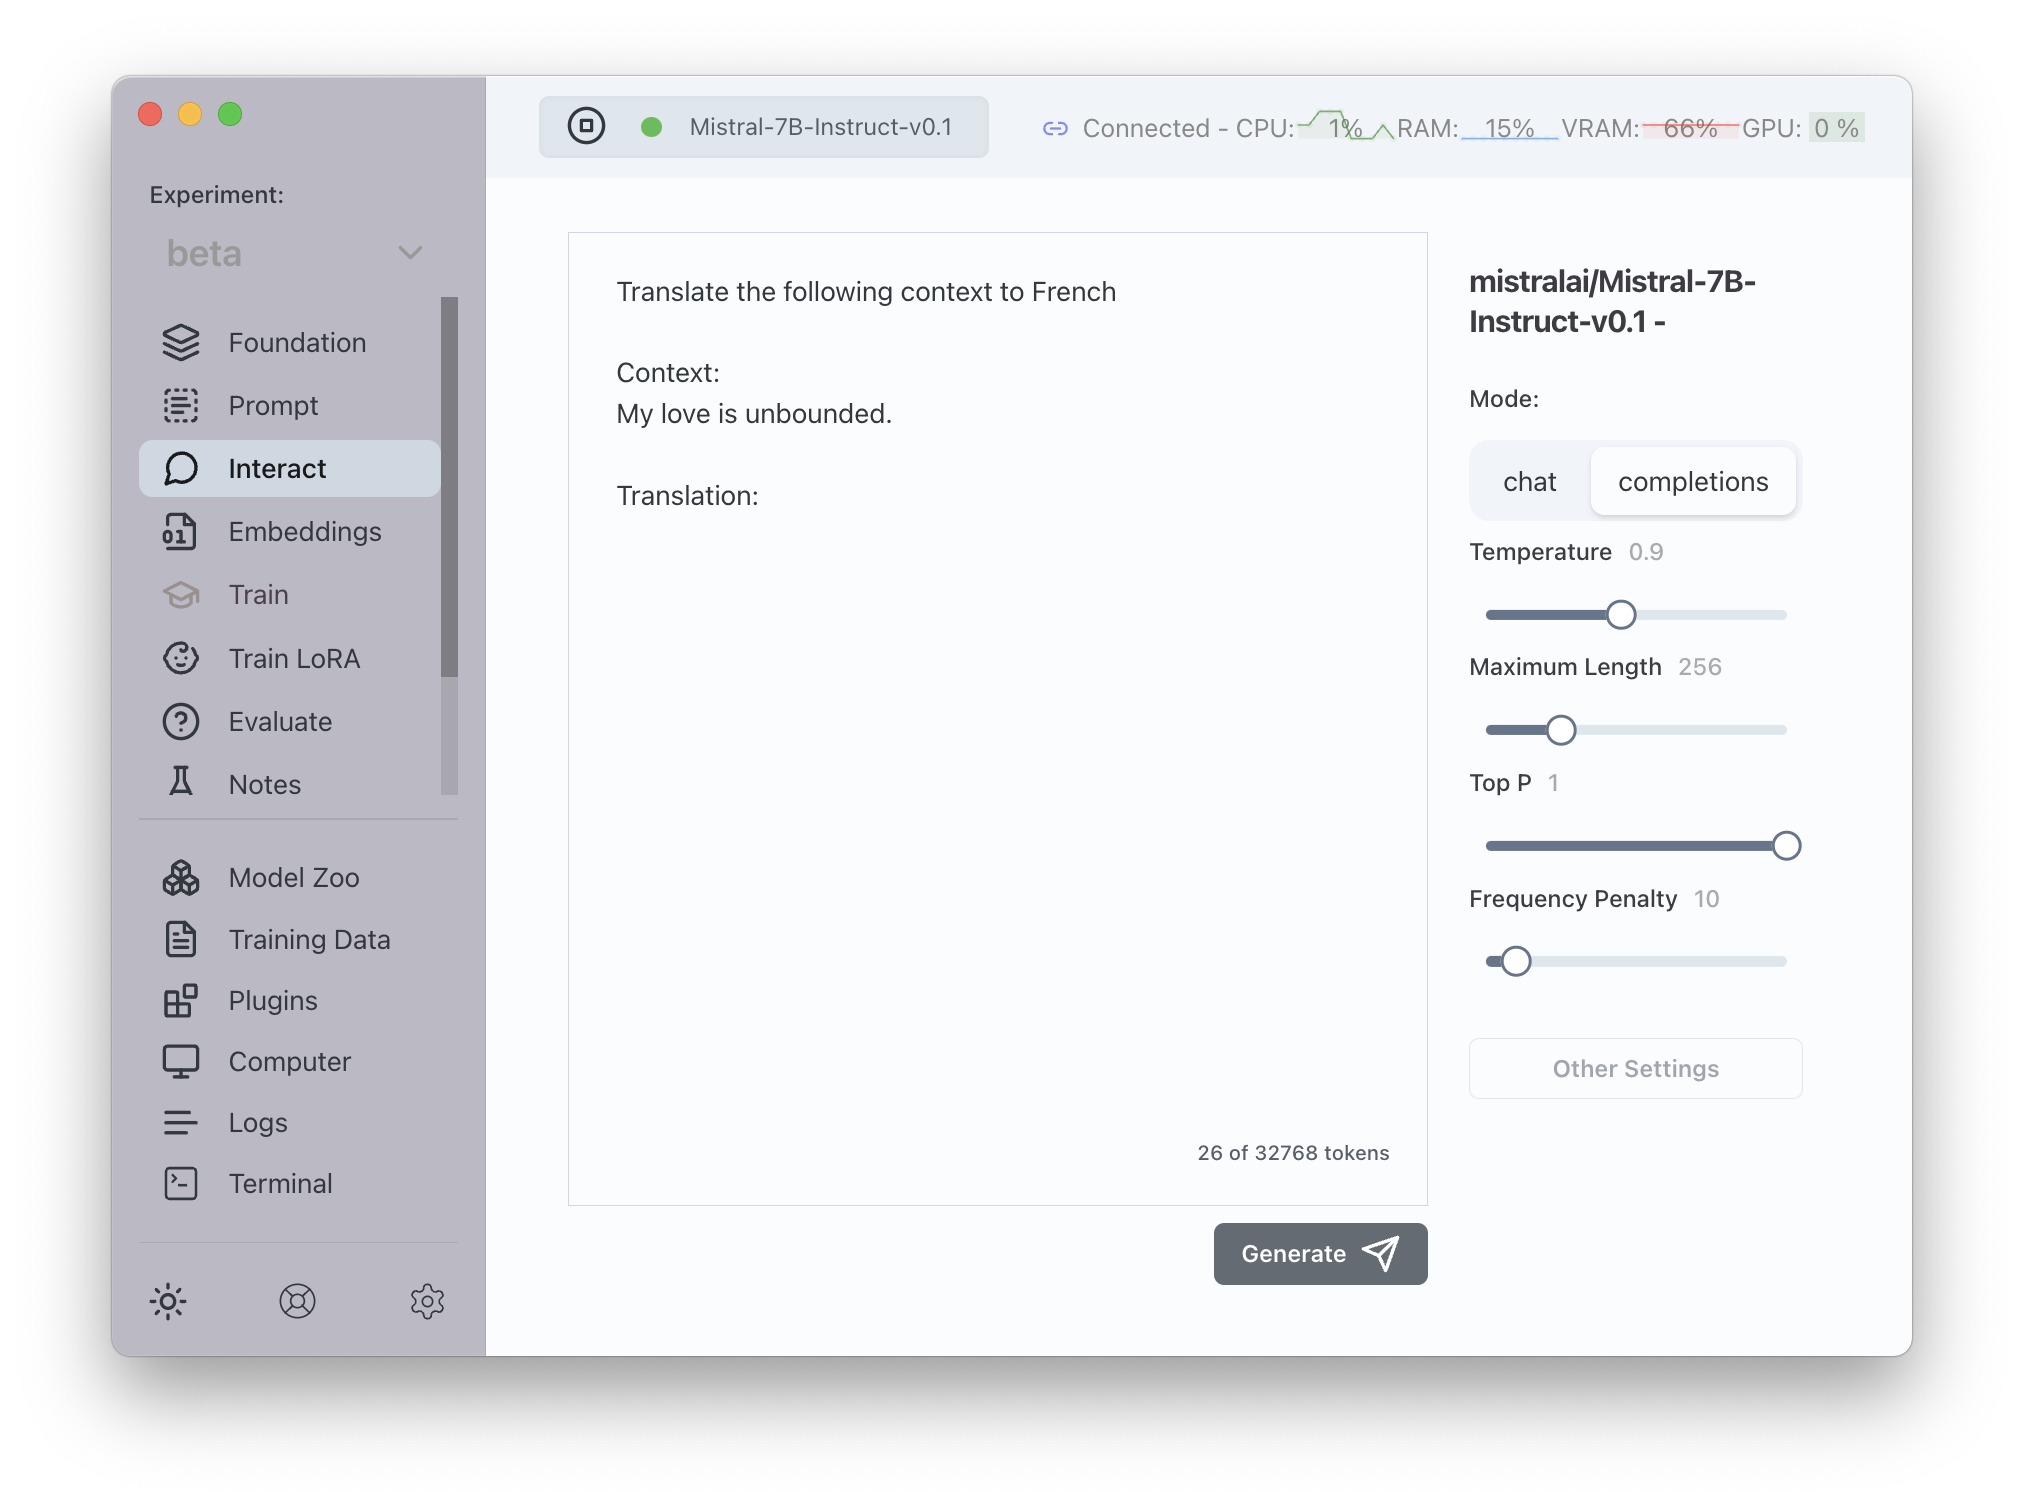 Mistral-7B-Instruct-v0.1
Connected - CPU: 1% RAM: 15% VRAM: 66% GPU: 0 %
Experiment:
beta
Foundation
Prompt
Interact
Embeddings
Train
Train LoRA
Evaluate
Notes
Model Zoo
Training Data
Plugins
Computer
Logs
Terminal
Translate the following context to French
Context:
My love is unbounded.
Translation:
26 of 32768 tokens
Generate
mistralai/Mistral-7B-
Instruct-v0.1 -
Mode:
chat completions
Temperature 0.9
Maximum Length 256
Top P 1
Frequency Penalty 10
Other Settings